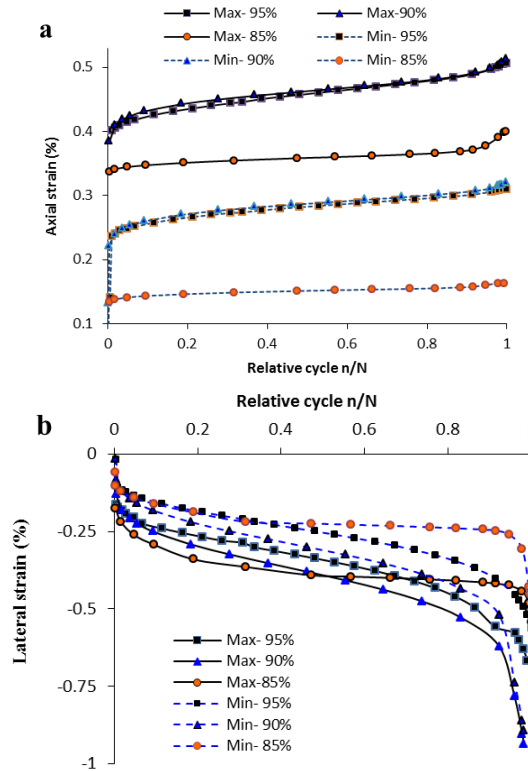 a
Max- 95%
Max-90%
Max- 85%
Min- 95%
Min- 90%
Min- 85%
0.5
0.4
0.3
0.2
0.1
Axial strain (%)
0
0.2
0.4
0.6
0.8
1
Relative cycle n/N
Relative cycle n/N
b
0
0.2
0.4
0.6
0.8
0
-0.25
-0.5
-0.75
-1
Lateral strain (%)
Max- 95%
Max- 90%
Max-85%
Min- 95%
Min- 90%
Min- 85%